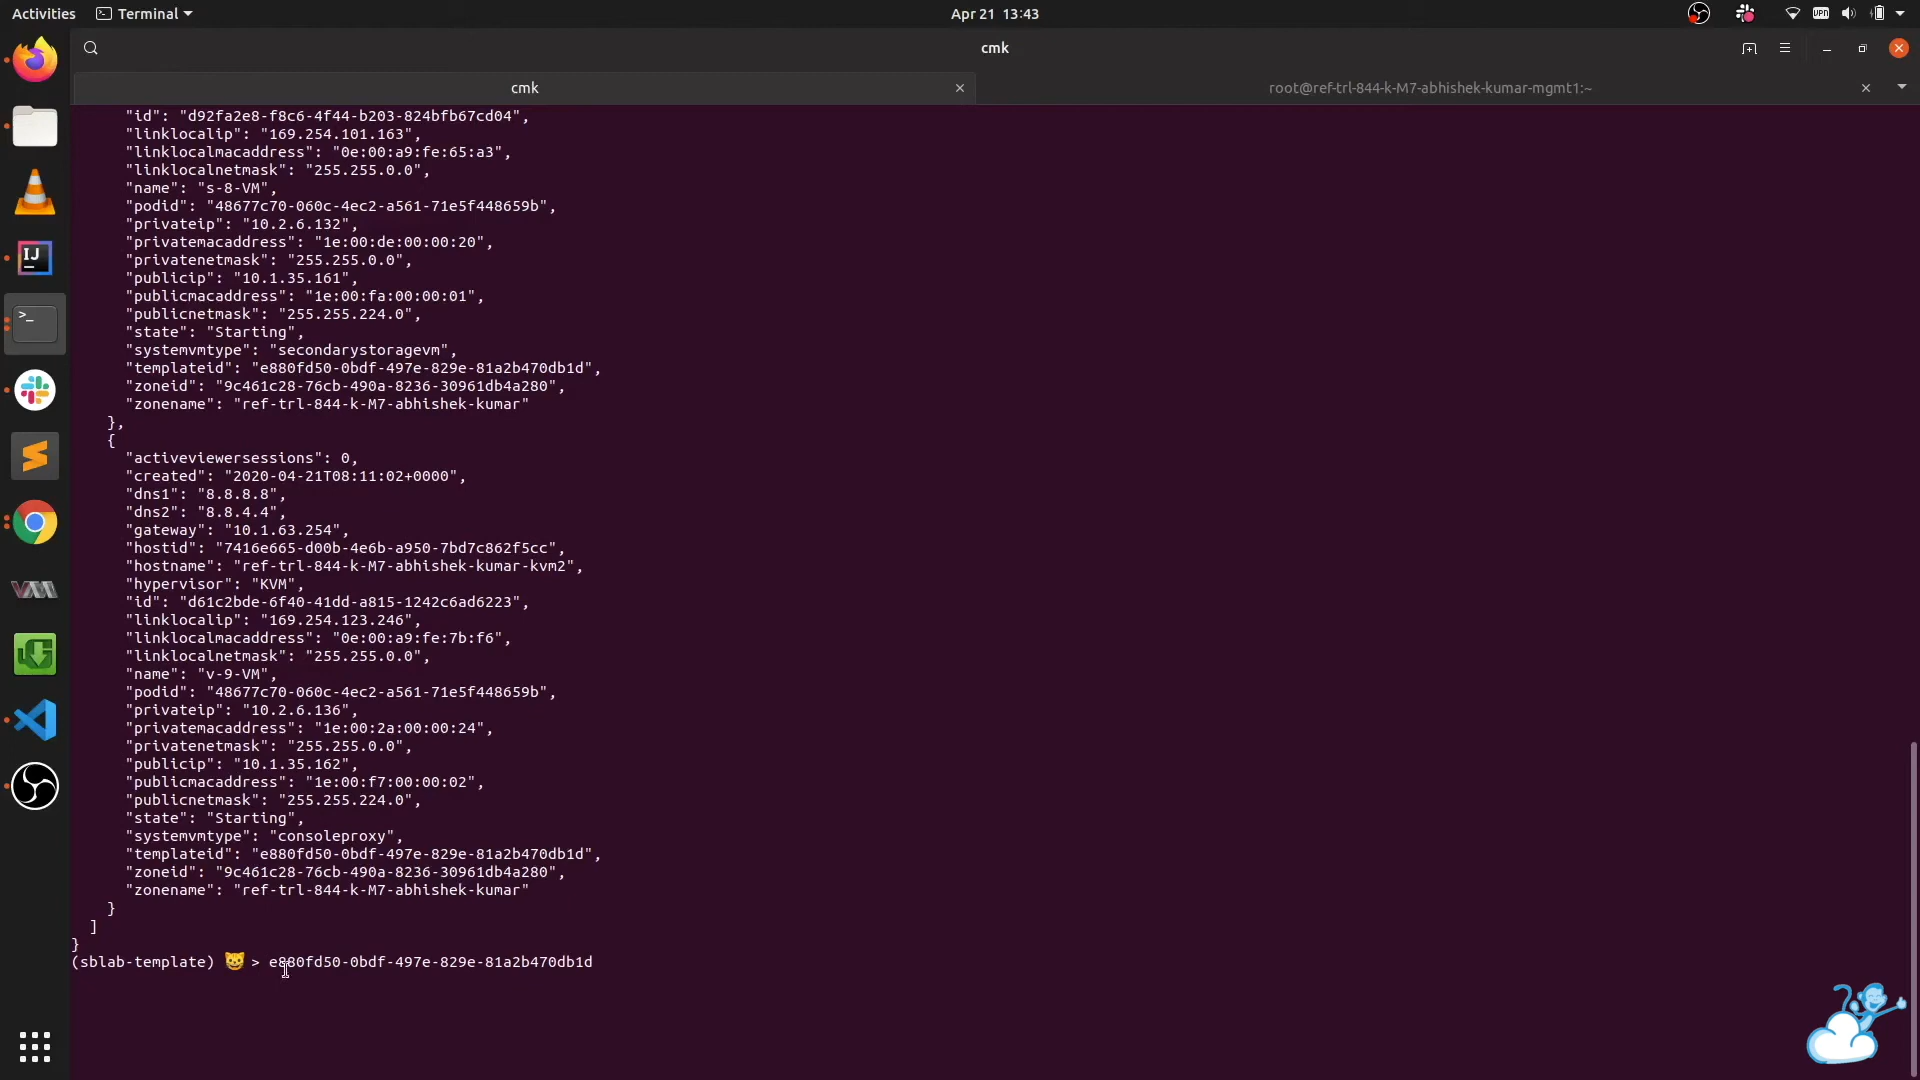 Activities Terminal Apr 21 13:43 VPN
cmk
cmk root@ref-trl-844-k-M7-abhishek-kumar-mgmt1:~
"id": "d92fa2e8-f8c6-4f44-b203-824bfb67cd04",
"linklocalip": "169.254.101.163",
"linklocalmacaddress": "0e:00:a9:fe:65:a3",
"linklocalnetmask": "255.255.0.0",
"name": "s-8-VM",
"podid": "48677c70-060c-4ec2-a561-71e5f448659b",
"privateip": "10.2.6.132",
"privatemacaddress": "1e:00:de:00:00:20",
"privatenetmask": "255.255.0.0",
"publicip": "10.1.35.161",
"publicmacaddress": "1e:00:fa:00:00:01",
"publicnetmask": "255.255.224.0",
"state": "Starting",
"systemvmtype": "secondarystoragevm",
"templateid": "e880fd50-0bdf-497e-829e-81a2b470db1d",
"zoneid": "9c461c28-76cb-490a-8236-30961db4a280",
"zonename": "ref-trl-844-k-M7-abhishek-kumar"
},
{
"activeviewersessions": 0,
"created": "2020-04-21T08:11:02+0000",
"dns1": "8.8.8.8",
"dns2": "8.8.4.4",
"gateway": "10.1.63.254",
"hostid": "7416e665-d00b-4e6b-a950-7bd7c862f5cc",
"hostname": "ref-trl-844-k-M7-abhishek-kumar-kvm2",
"hypervisor": "KVM",
"id": "d61c2bde-6f40-41dd-a815-1242c6ad6223",
"linklocalip": "169.254.123.246",
"linklocalmacaddress": "0e:00:a9:fe:7b:f6",
"linklocalnetmask": "255.255.0.0",
"name": "v-9-VM",
"podid": "48677c70-060c-4ec2-a561-71e5f448659b",
"privateip": "10.2.6.136",
"privatemacaddress": "1e:00:2a:00:00:24",
"privatenetmask": "255.255.0.0",
"publicip": "10.1.35.162",
"publicmacaddress": "1e:00:f7:00:00:02",
"publicnetmask": "255.255.224.0",
"state": "Starting",
"systemvmtype": "consoleproxy",
"templateid": "e880fd50-0bdf-497e-829e-81a2b470db1d",
"zoneid": "9c461c28-76cb-490a-8236-30961db4a280",
"zonename": "ref-trl-844-k-M7-abhishek-kumar"
}
]
}
(sblab-template) 😺 > e880fd50-0bdf-497e-829e-81a2b470db1d